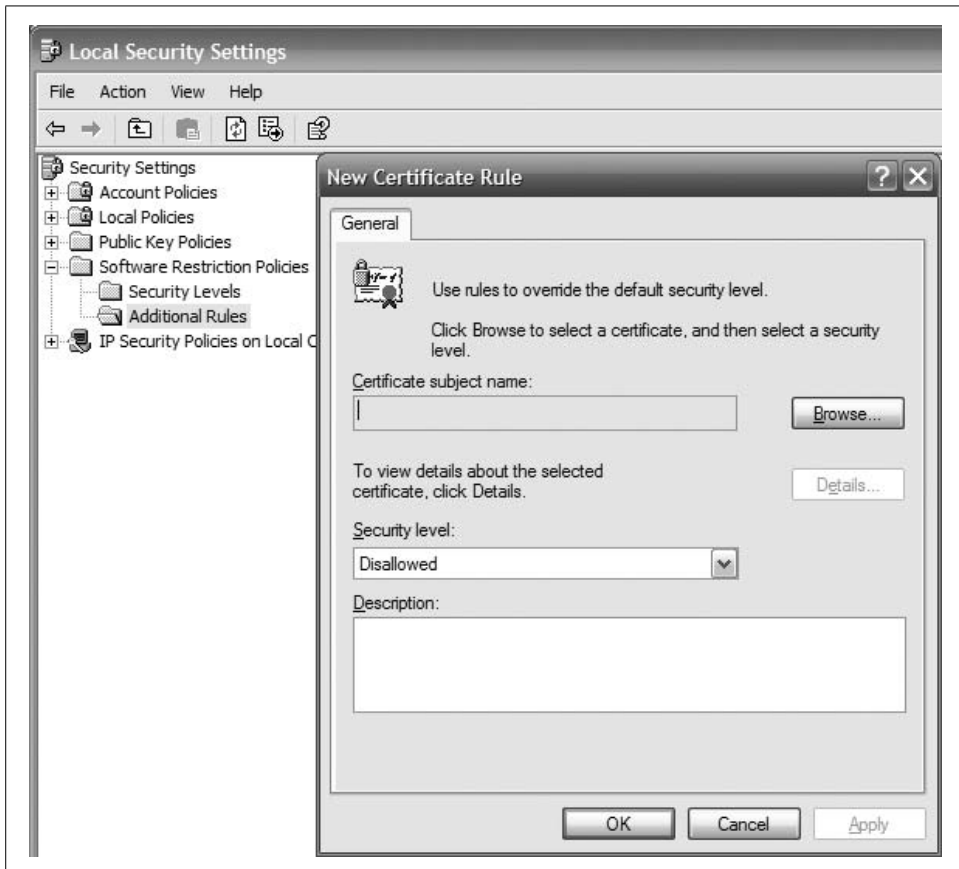 Local Security Settings
File Action View Help
Security Settings
Account Policies
Local Policies
Public Key Policies
Software Restriction Policies
Security Levels
Additional Rules
IP Security Policies on Local C
New Certificate Rule
General
Use rules to override the default security level.
Click Browse to select a certificate, and then select a security
level.
Certificate subject name:
Browse...
To view details about the selected
certificate, click Details.
Details...
Security level:
Disallowed
Description:
OK Cancel Apply